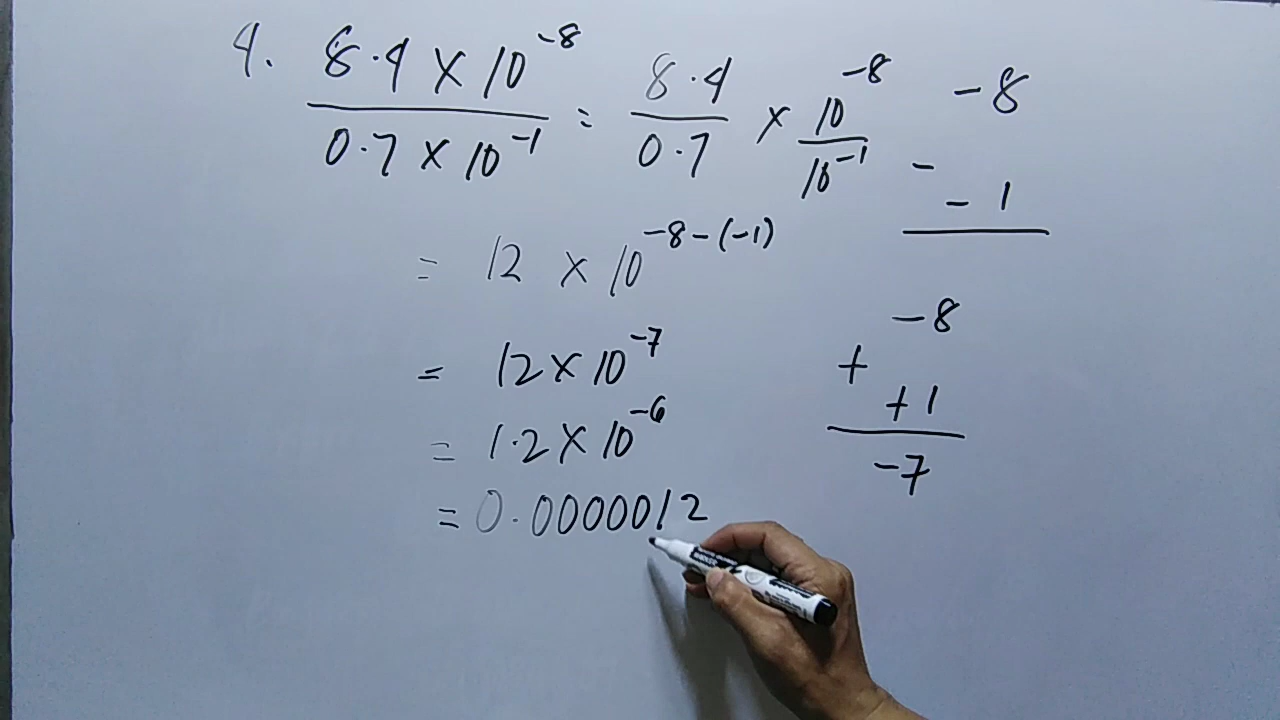 4. 8.4 × 10⁻⁸ / 0.7 × 10⁻¹ = 8.4 / 0.7 × 10⁻⁸ / 10⁻¹
= 12 × 10⁻⁸⁻⁽⁻¹⁾
= 12 × 10⁻⁷
= 1.2 × 10⁻⁶
= 0.0000012
-8
-
-1
-8
+
+1
-7